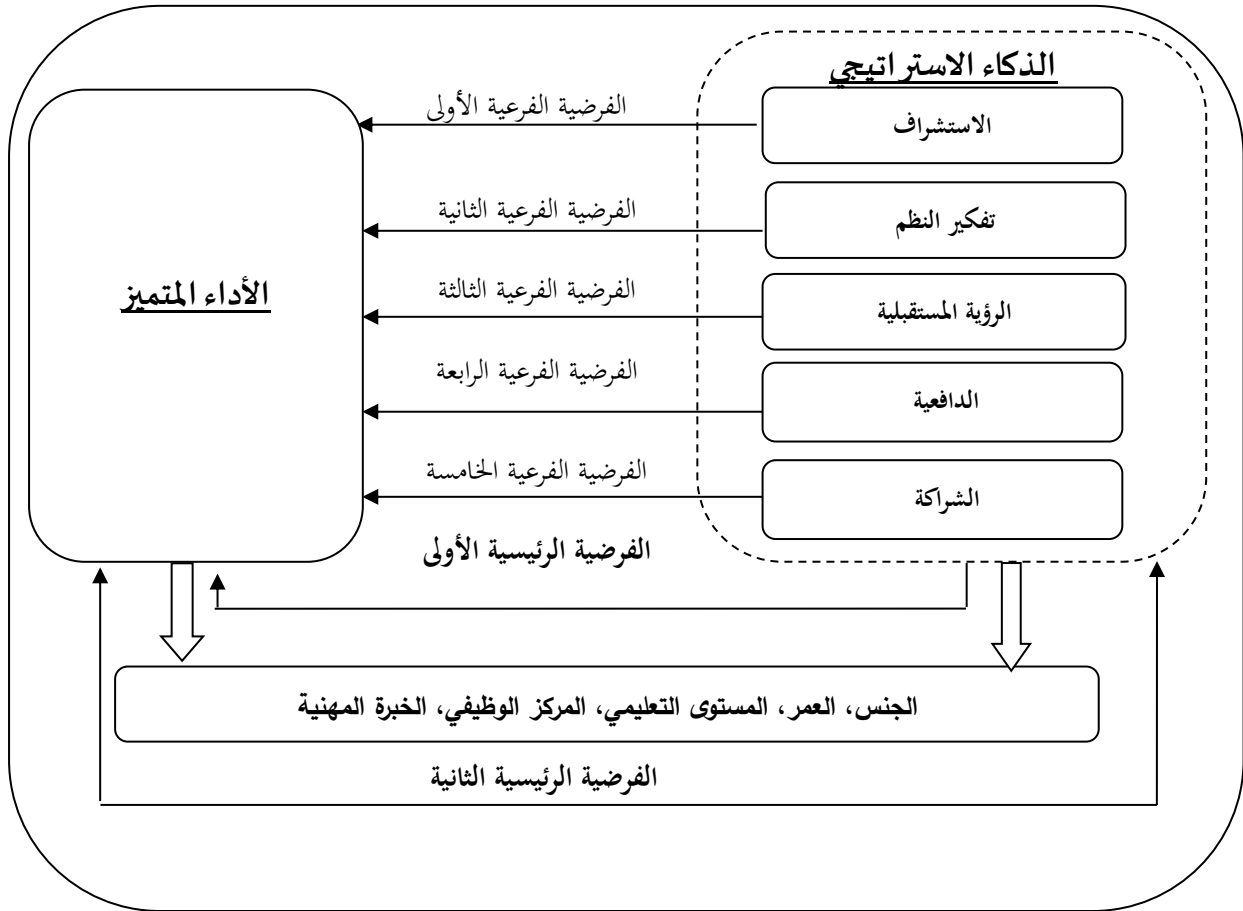 الذكاء الاستراتيجي
الاستشراف
الفرضية الفرعية الأولى
تفكير النظم
الفرضية الفرعية الثانية
الرؤية المستقبلية
الفرضية الفرعية الثالثة
الأداء المتميز
الدافعية
الفرضية الفرعية الرابعة
الشراكة
الفرضية الفرعية الخامسة
الفرضية الرئيسية الأولى
الجنس، العمر، المستوى التعليمي، المركز الوظيفي، الخبرة المهنية
الفرضية الرئيسية الثانية